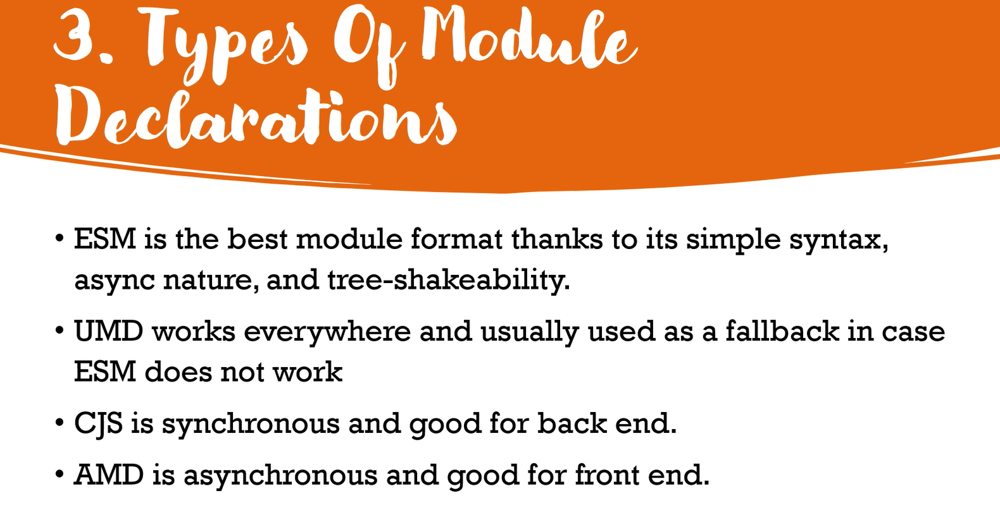 3. Types Of Module
Declarations
• ESM is the best module format thanks to its simple syntax,
async nature, and tree-shakeability.
• UMD works everywhere and usually used as a fallback in case
ESM does not work
• CJS is synchronous and good for back end.
• AMD is asynchronous and good for front end.